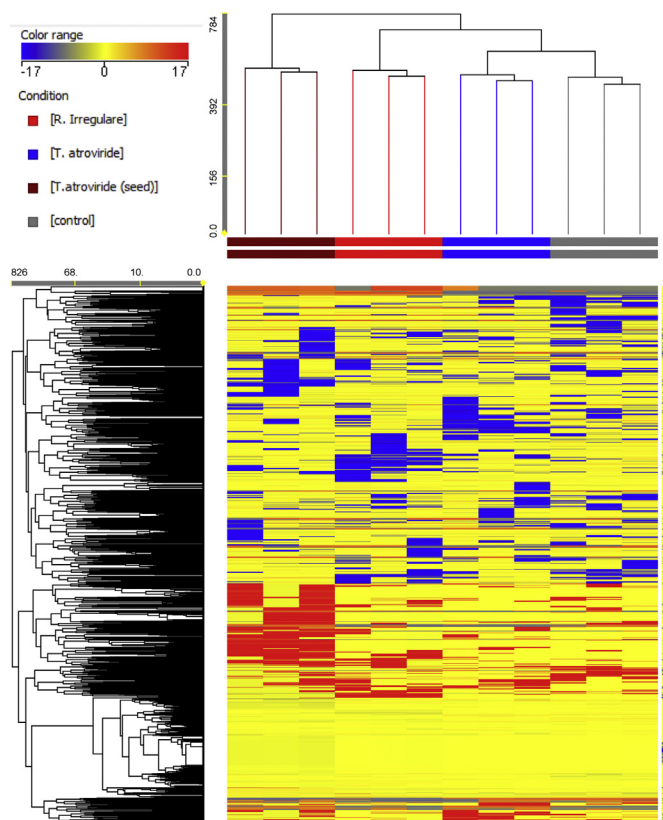 Color range
-17 0 17
Condition
[R. Irregulare]
[T. atroviride]
[T.atroviride (seed)]
[control]
784
392
156
0.0
826 68. 10. 0.0